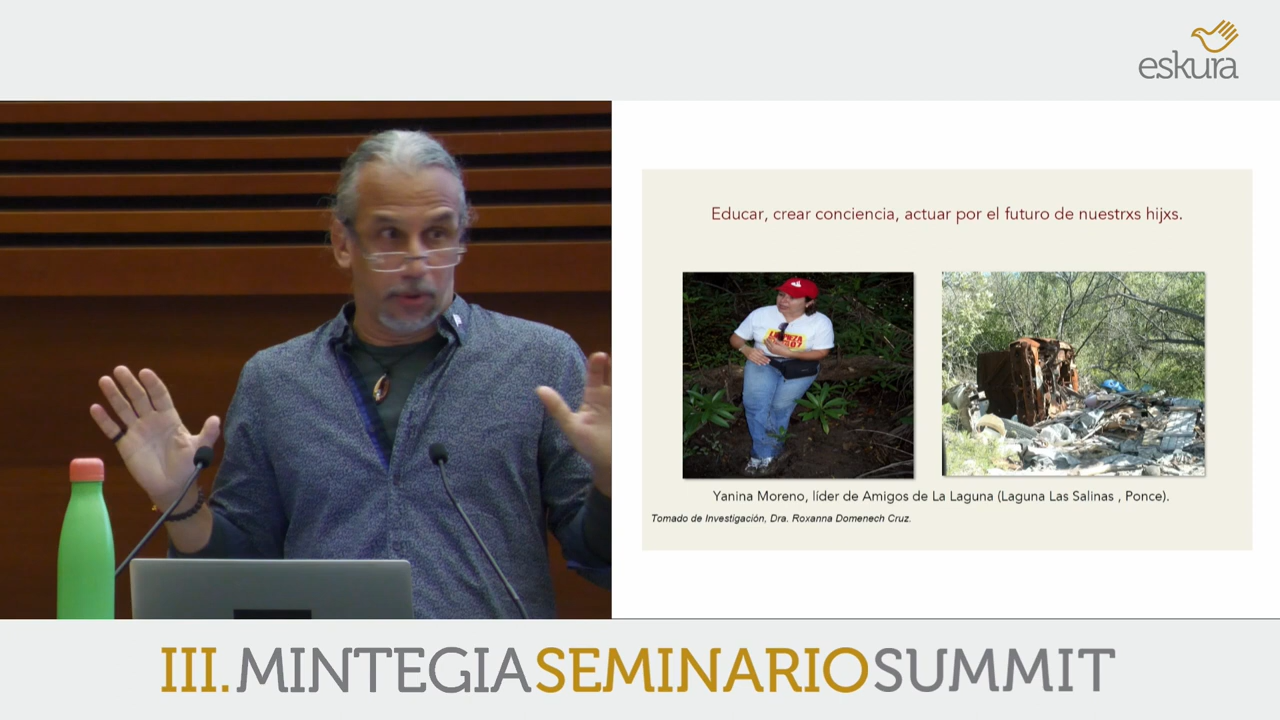 eskura
Educar, crear conciencia, actuar por el futuro de nuestrxs hijxs.
Yanina Moreno, líder de Amigos de La Laguna (Laguna Las Salinas , Ponce).
Tomado de Investigación, Dra. Roxanna Domenech Cruz.
III. MINTEGIA SEMINARIO SUMMIT